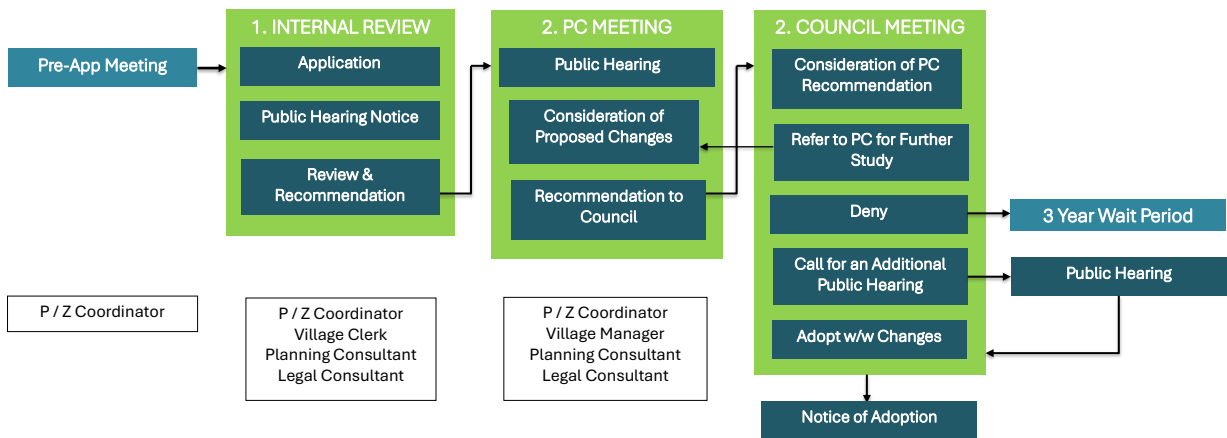 Pre-App Meeting
1. INTERNAL REVIEW
Application
Public Hearing Notice
Review &
Recommendation
2. PC MEETING
Public Hearing
Consideration of
Proposed Changes
Recommendation to
Council
2. COUNCIL MEETING
Consideration of PC
Recommendation
Refer to PC for Further
Study
Deny
Call for an Additional
Public Hearing
Adopt w/w Changes
3 Year Wait Period
Public Hearing
Notice of Adoption
P / Z Coordinator
P / Z Coordinator
Village Clerk
Planning Consultant
Legal Consultant
P / Z Coordinator
Village Manager
Planning Consultant
Legal Consultant